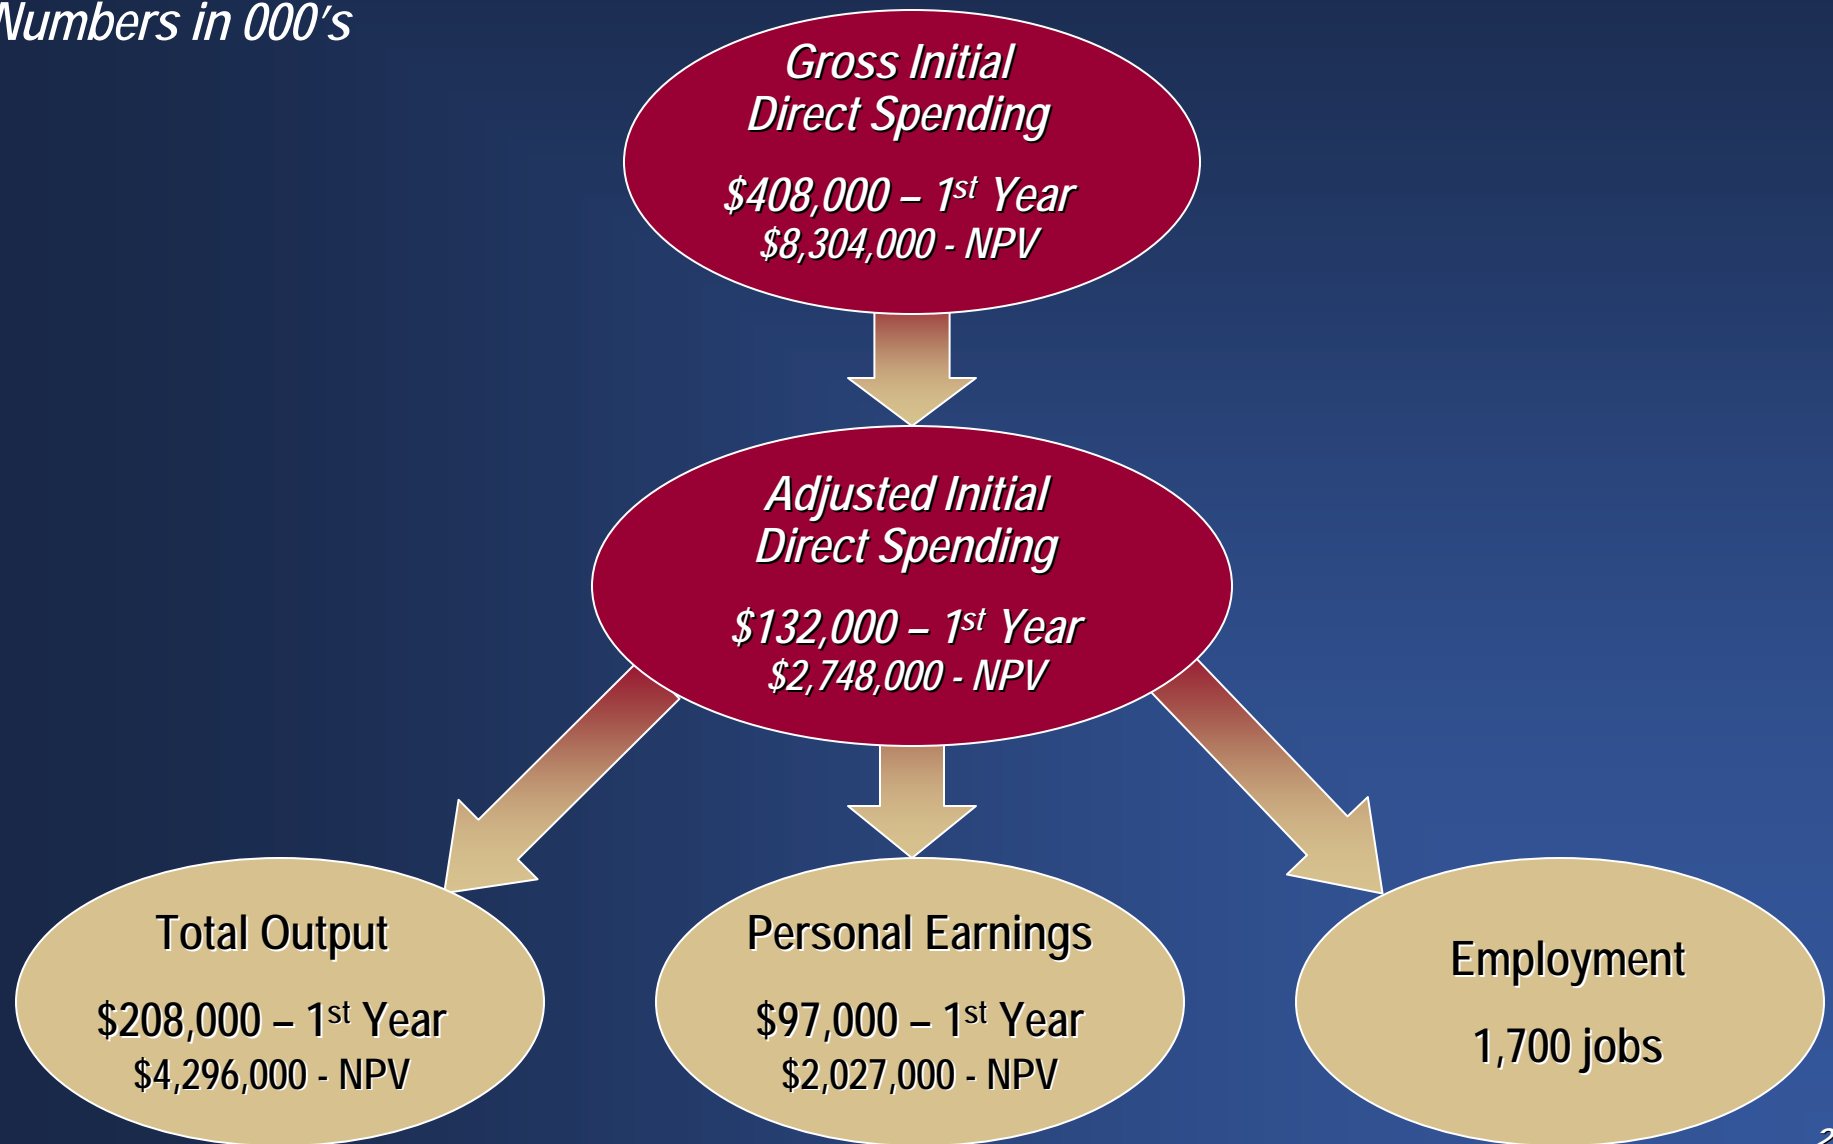 Numbers in 000's
Gross Initial
Direct Spending
$408,000 – 1st Year
$8,304,000 - NPV
Adjusted Initial
Direct Spending
$132,000 – 1st Year
$2,748,000 - NPV
Total Output
$208,000 – 1st Year
$4,296,000 - NPV
Personal Earnings
$97,000 – 1st Year
$2,027,000 - NPV
Employment
1,700 jobs